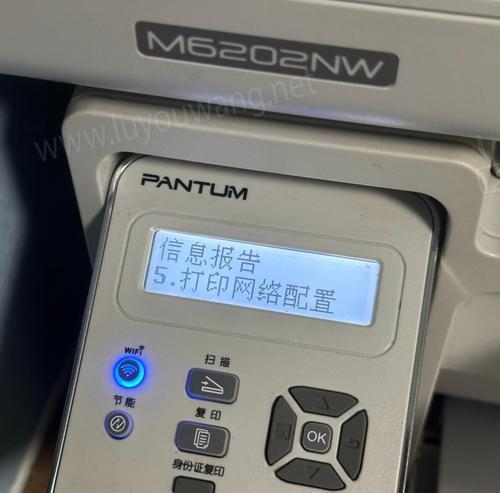 M6202NW
www.luyouwang.net
PANTUM
信息报告
5.打印网络配置
WiFi
扫描
节能
复印
OK
身份证复印